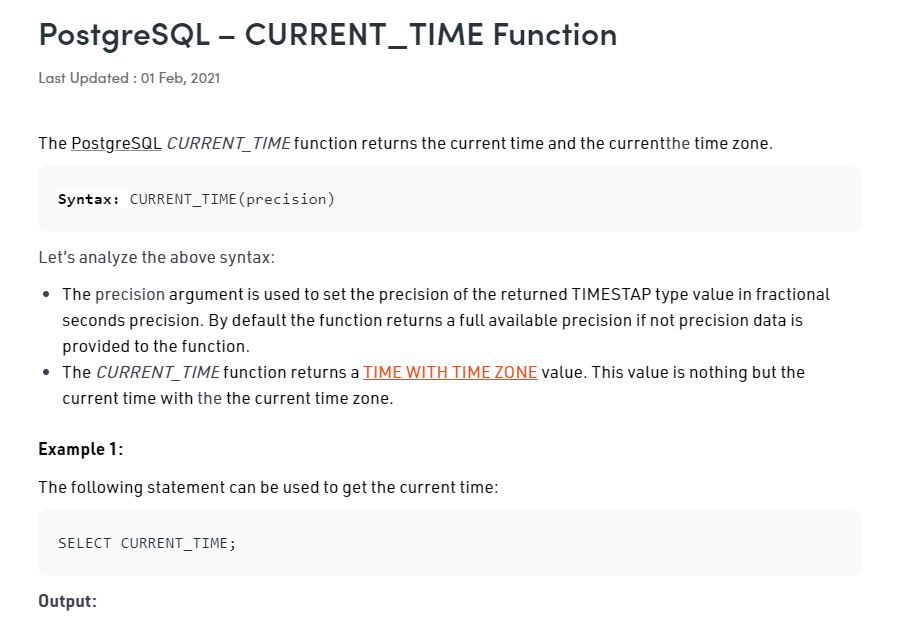 PostgreSQL – CURRENT_TIME Function
Last Updated : 01 Feb, 2021
The PostgreSQL CURRENT_TIME function returns the current time and the currentthe time zone.
Syntax: CURRENT_TIME(precision)
Let's analyze the above syntax:
• The precision argument is used to set the precision of the returned TIMESTAP type value in fractional
seconds precision. By default the function returns a full available precision if not precision data is
provided to the function.
• The CURRENT_TIME function returns a TIME WITH TIME ZONE value. This value is nothing but the
current time with the the current time zone.
Example 1:
The following statement can be used to get the current time:
SELECT CURRENT_TIME;
Output: